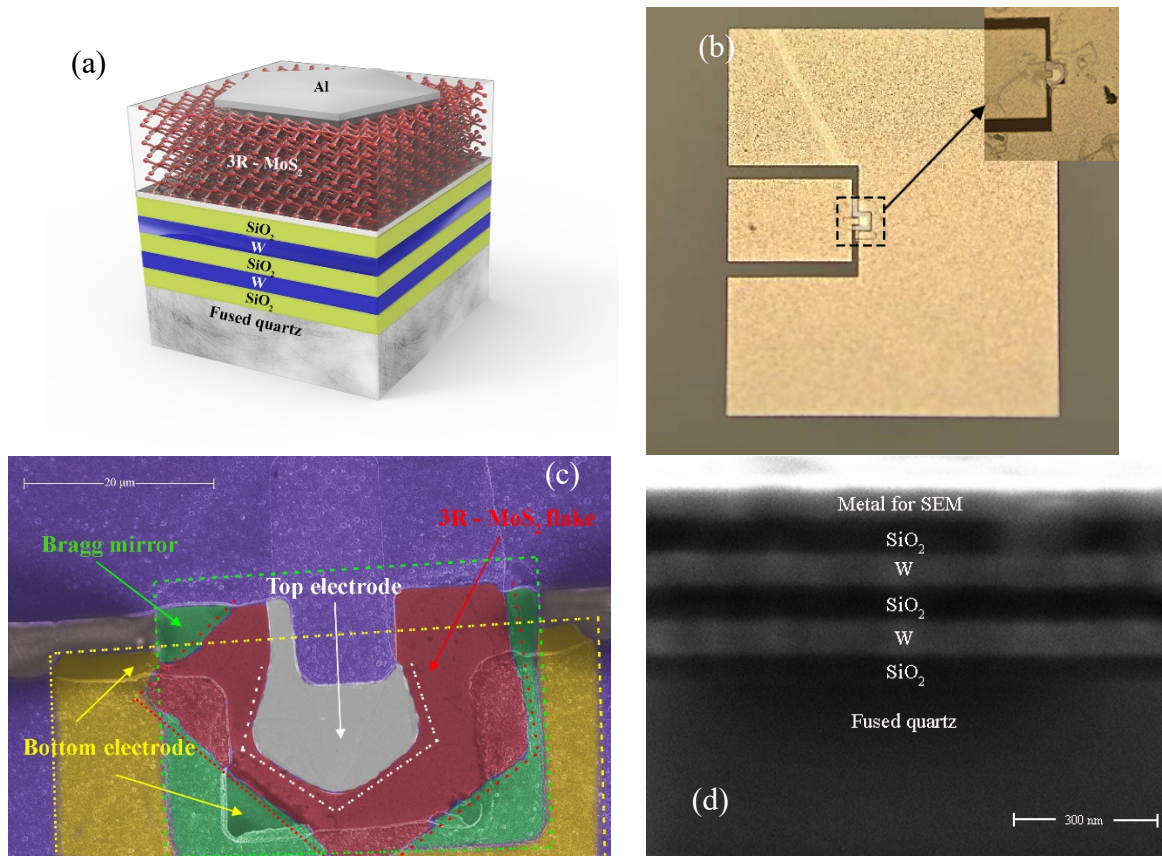 (a)
Al
3R - MoS₂
SiO₂
W
SiO₂
W
SiO₂
Fused quartz
(b)
20 μm
(c)
3R - MoS₂ flake
Bragg mirror
Top electrode
Bottom electrode
Metal for SEM
SiO₂
W
SiO₂
W
SiO₂
Fused quartz
(d)
300 nm